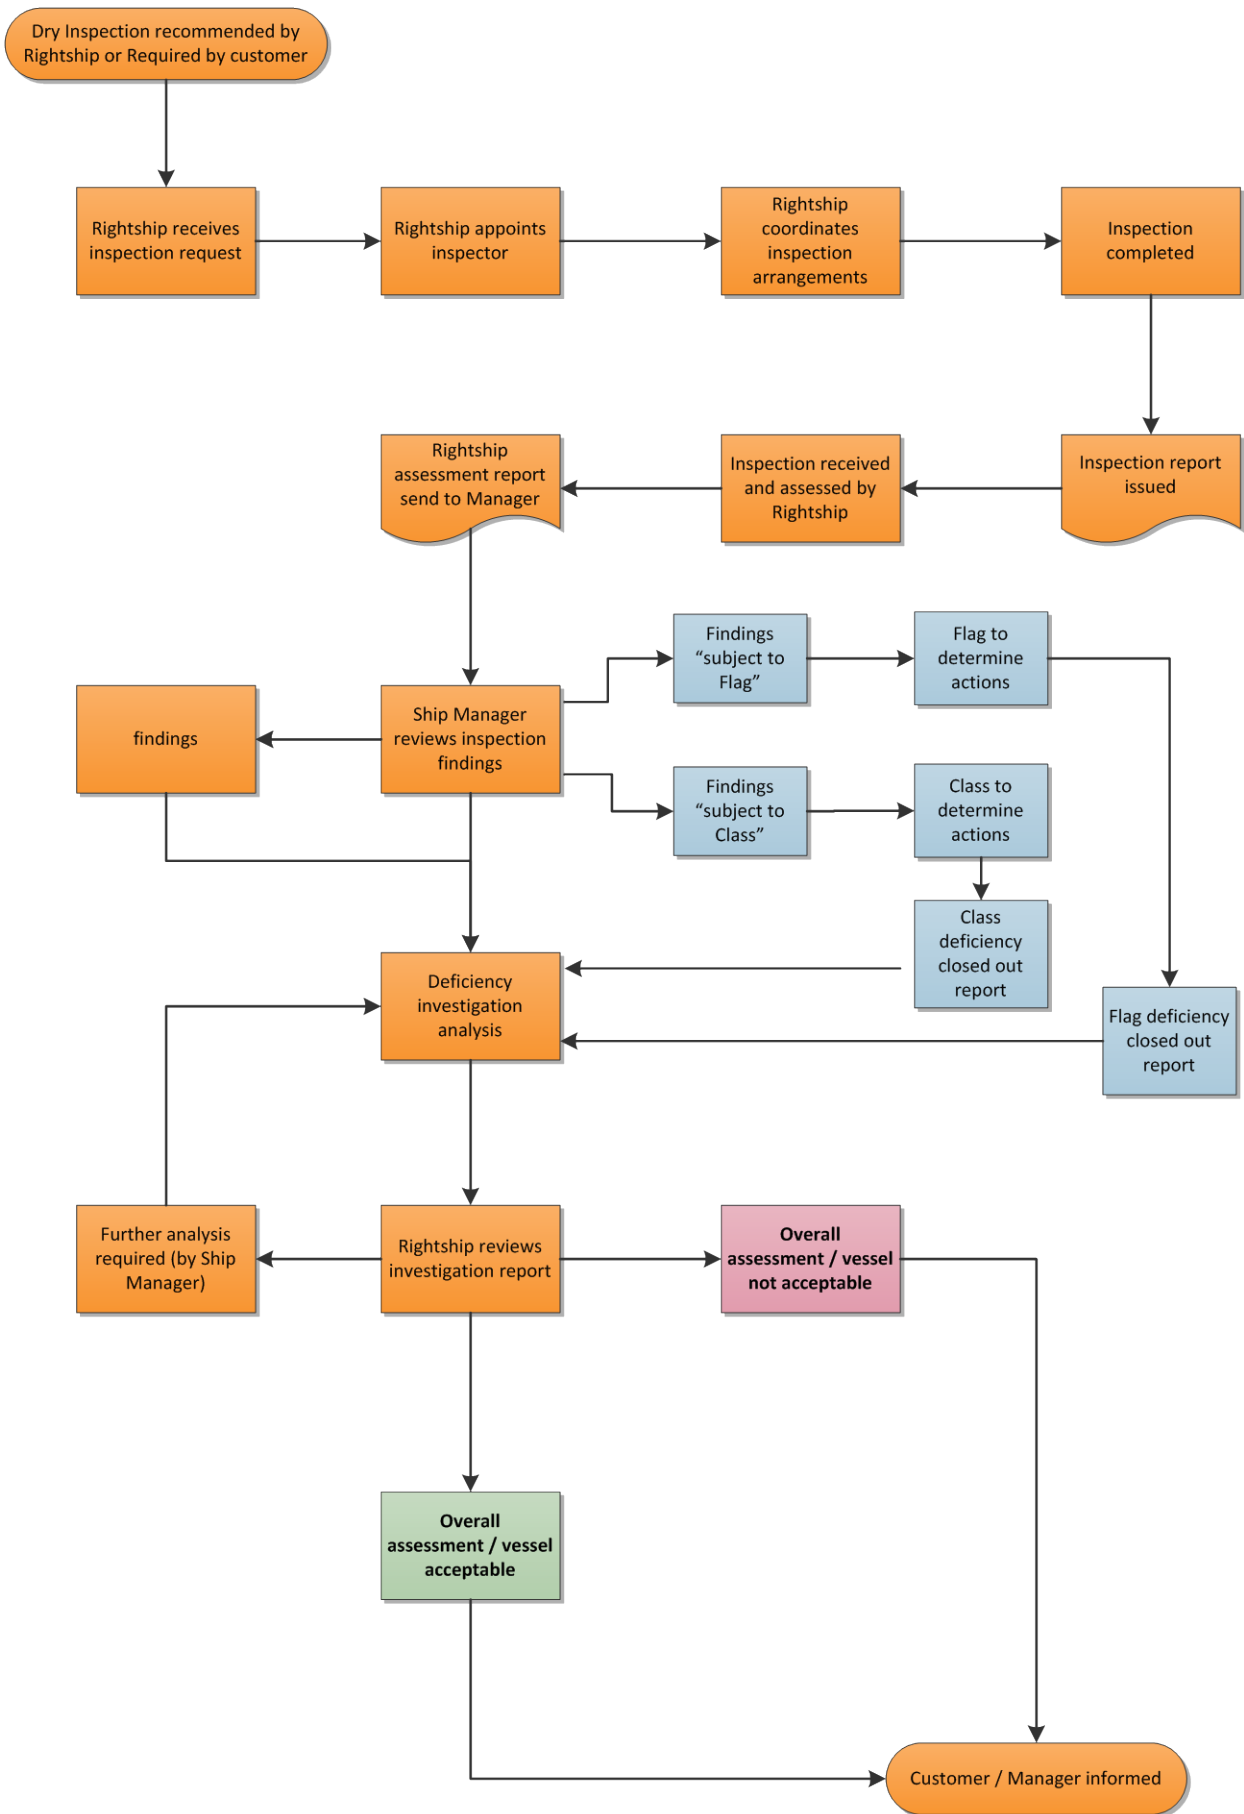 Dry Inspection recommended by
Rightship or Required by customer
Rightship receives
inspection request
Rightship appoints
inspector
Rightship
coordinates
inspection
arrangements
Inspection
completed
Rightship
assessment report
send to Manager
Inspection received
and assessed by
Rightship
Inspection report
issued
Findings
“subject to
Flag”
Flag to
determine
actions
findings
Ship Manager
reviews inspection
findings
Findings
“subject to
Class”
Class to
determine
actions
Class
deficiency
closed out
report
Deficiency
investigation
analysis
Flag deficiency
closed out
report
Further analysis
required (by Ship
Manager)
Rightship reviews
investigation report
Overall
assessment / vessel
not acceptable
Overall
assessment / vessel
acceptable
Customer / Manager informed